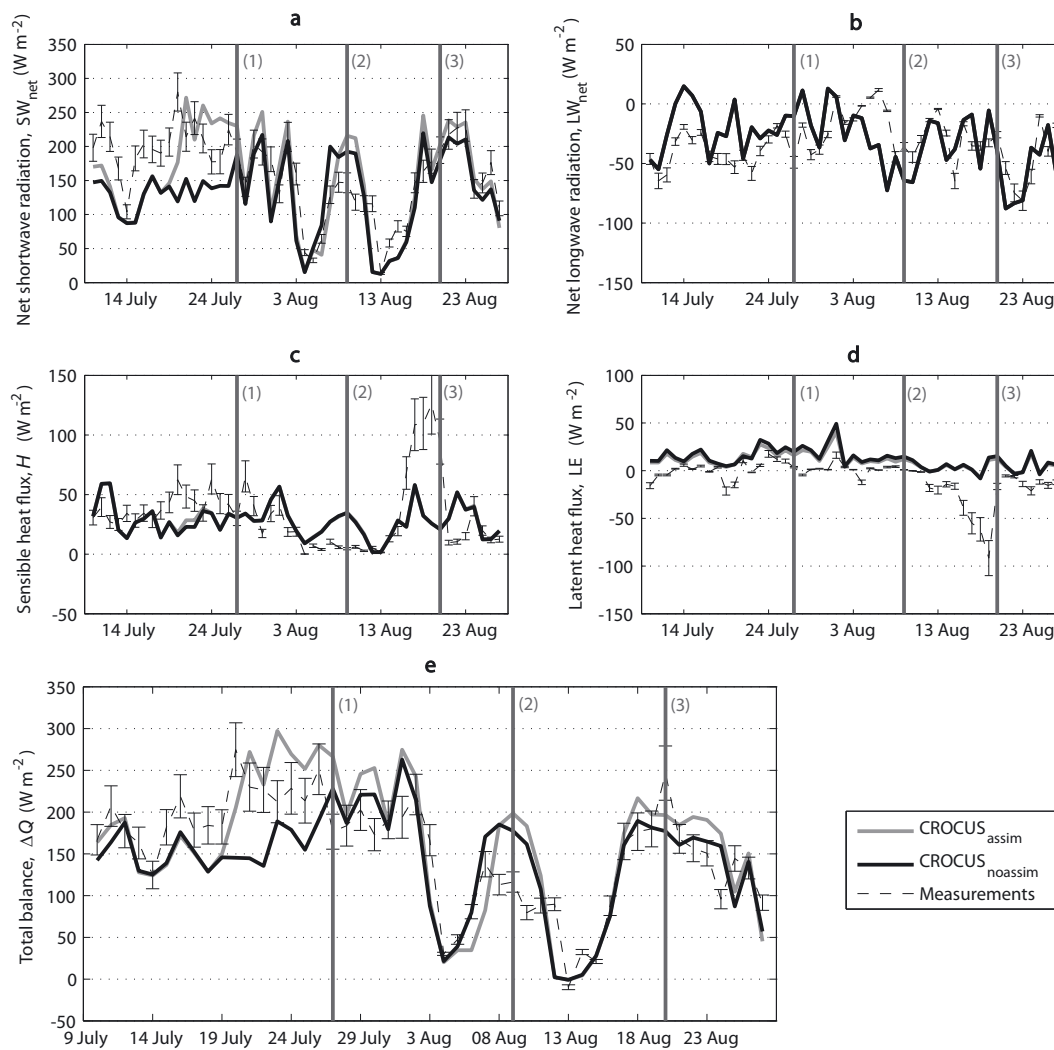 a
Net shortwave radiation, SWnet (W m-2)
350
300
250
200
150
100
50
0
(1)
(2)
(3)
14 July
24 July
3 Aug
13 Aug
23 Aug
b
Net longwave radiation, LWnet (W m-2)
50
0
-50
-100
-150
(1)
(2)
(3)
14 July
24 July
3 Aug
13 Aug
23 Aug
c
Sensible heat flux, H (W m-2)
150
100
50
0
-50
(1)
(2)
(3)
14 July
24 July
3 Aug
13 Aug
23 Aug
d
Latent heat flux, LE (W m-2)
100
50
0
-50
-100
-150
(1)
(2)
(3)
14 July
24 July
3 Aug
13 Aug
23 Aug
e
Total balance, ΔQ (W m-2)
350
300
250
200
150
100
50
0
-50
(1)
(2)
(3)
9 July
14 July
19 July
24 July
29 July
3 Aug
08 Aug
13 Aug
18 Aug
23 Aug
CROCUSassim
CROCUSnoassim
Measurements